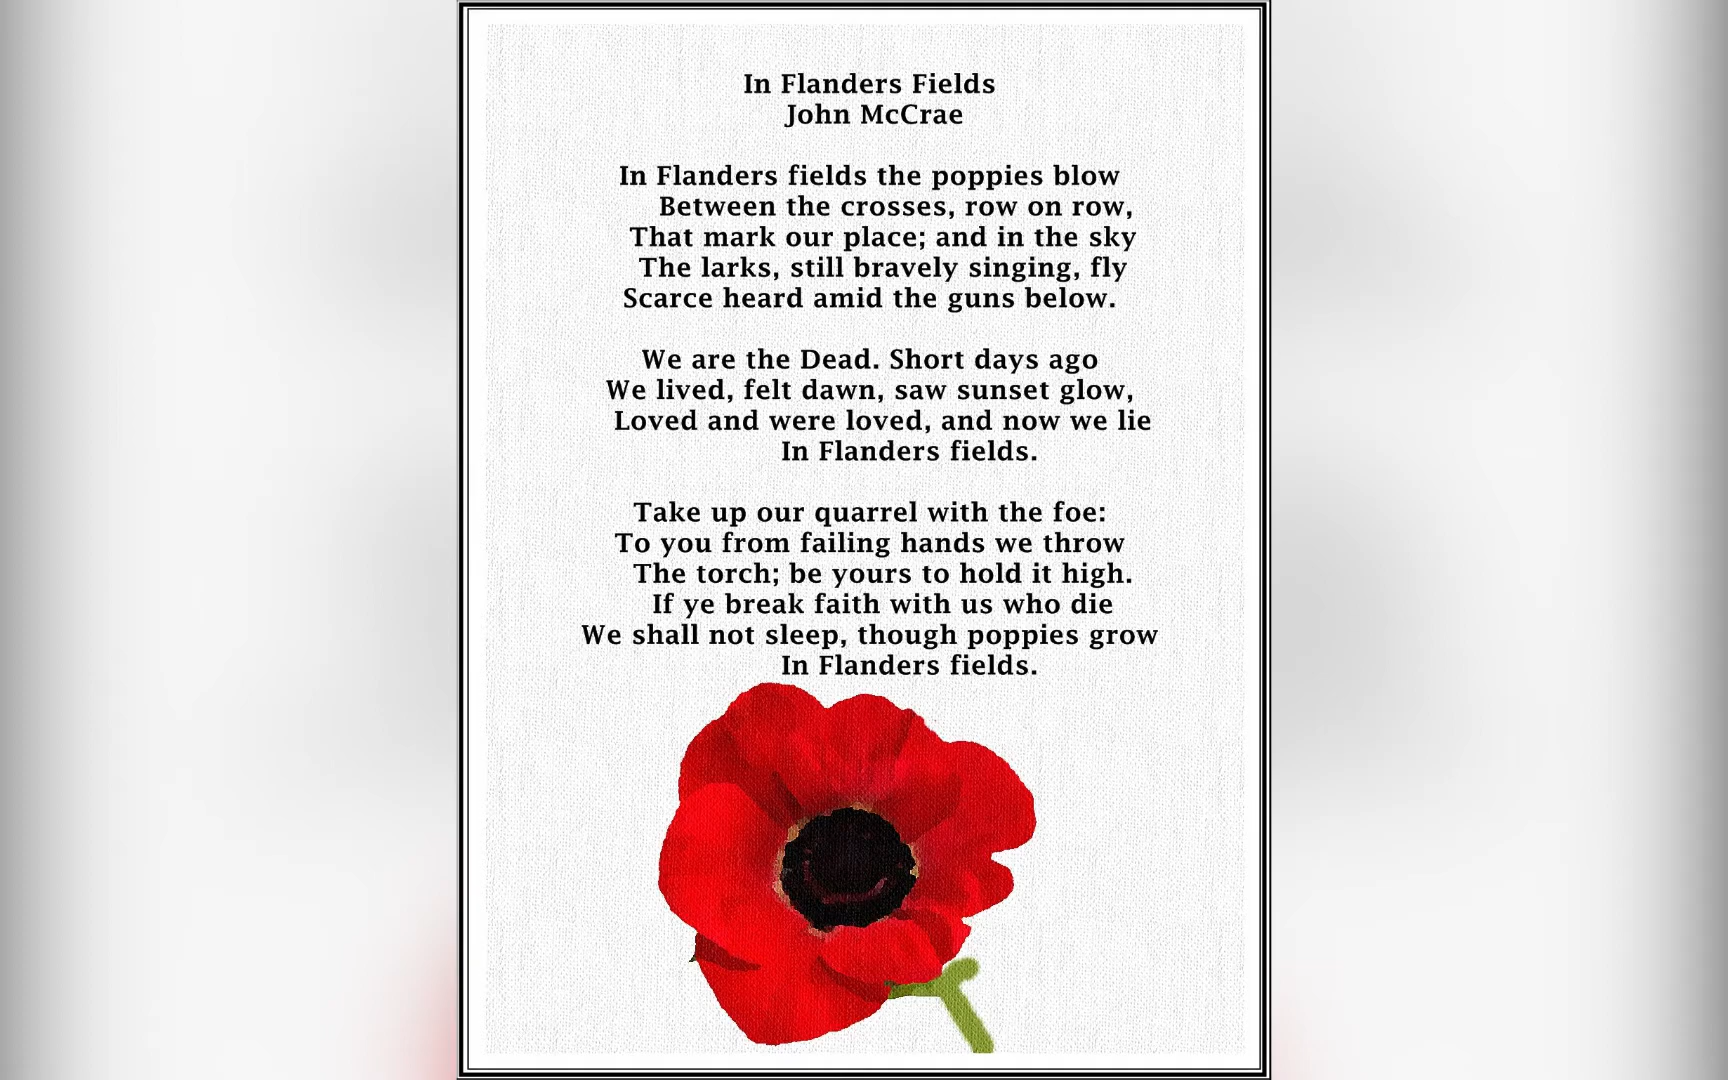 In Flanders Fields
John McCrae
In Flanders fields the poppies blow
Between the crosses, row on row,
That mark our place; and in the sky
The larks, still bravely singing, fly
Scarce heard amid the guns below.
We are the Dead. Short days ago
We lived, felt dawn, saw sunset glow,
Loved and were loved, and now we lie
In Flanders fields.
Take up our quarrel with the foe:
To you from failing hands we throw
The torch; be yours to hold it high.
If ye break faith with us who die
We shall not sleep, though poppies grow
In Flanders fields.